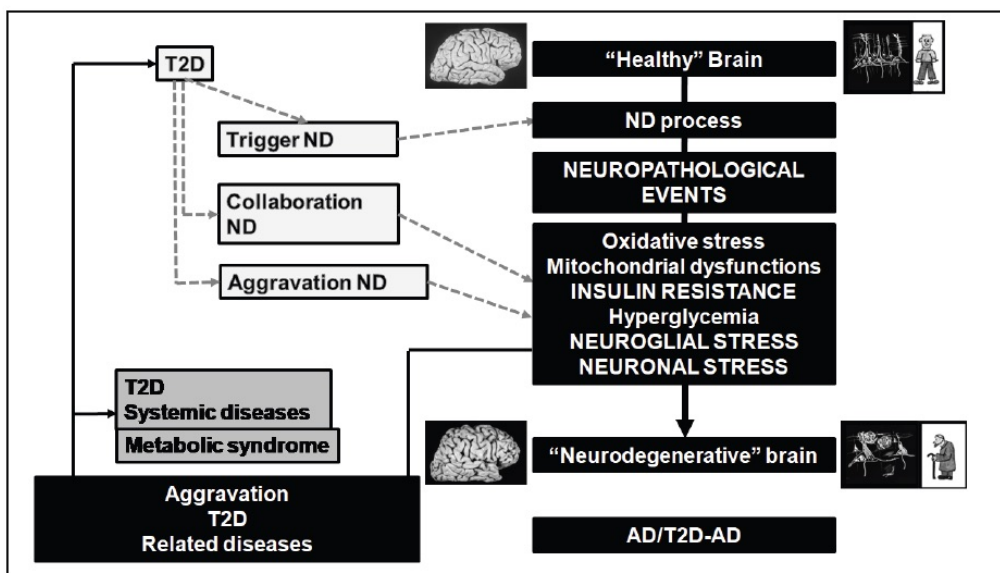 T2D
Trigger ND
Collaboration
ND
Aggravation ND
T2D
Systemic diseases
Metabolic syndrome
Aggravation
T2D
Related diseases
“Healthy” Brain
ND process
NEUROPATHOLOGICAL
EVENTS
Oxidative stress
Mitochondrial dysfunctions
INSULIN RESISTANCE
Hyperglycemia
NEUROGLIAL STRESS
NEURONAL STRESS
“Neurodegenerative” brain
AD/T2D-AD